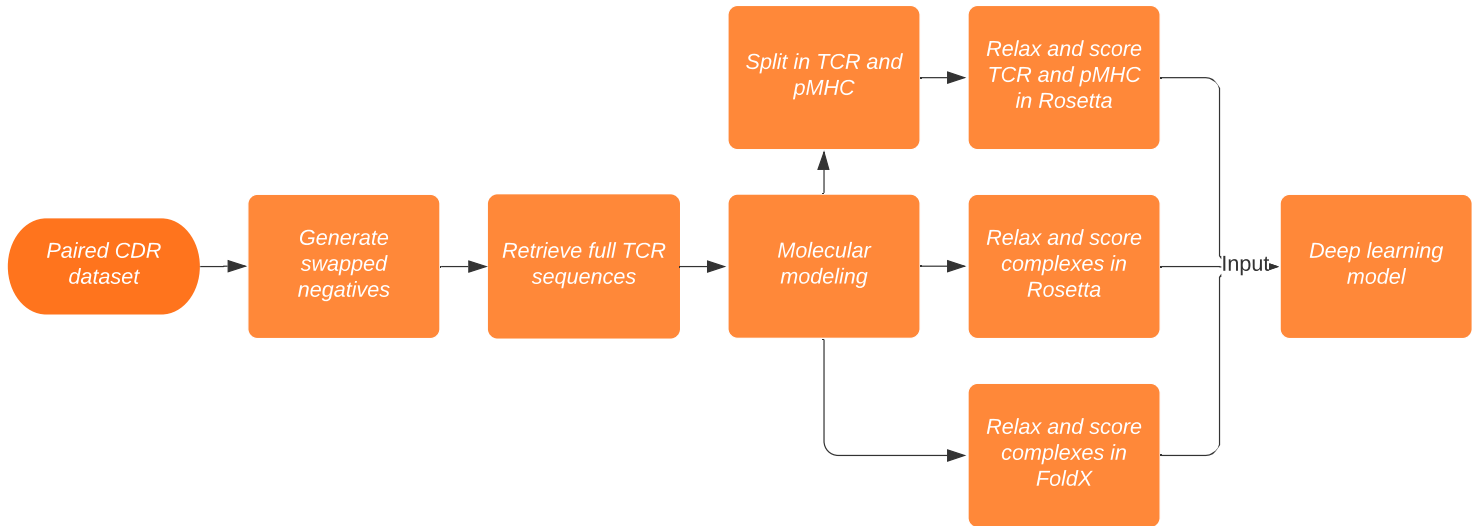 Paired CDR
dataset
Generate
swapped
negatives
Retrieve full TCR
sequences
Molecular
modeling
Split in TCR and
pMHC
Relax and score
TCR and pMHC
in Rosetta
Relax and score
complexes in
Rosetta
Relax and score
complexes in
FoldX
Input
Deep learning
model